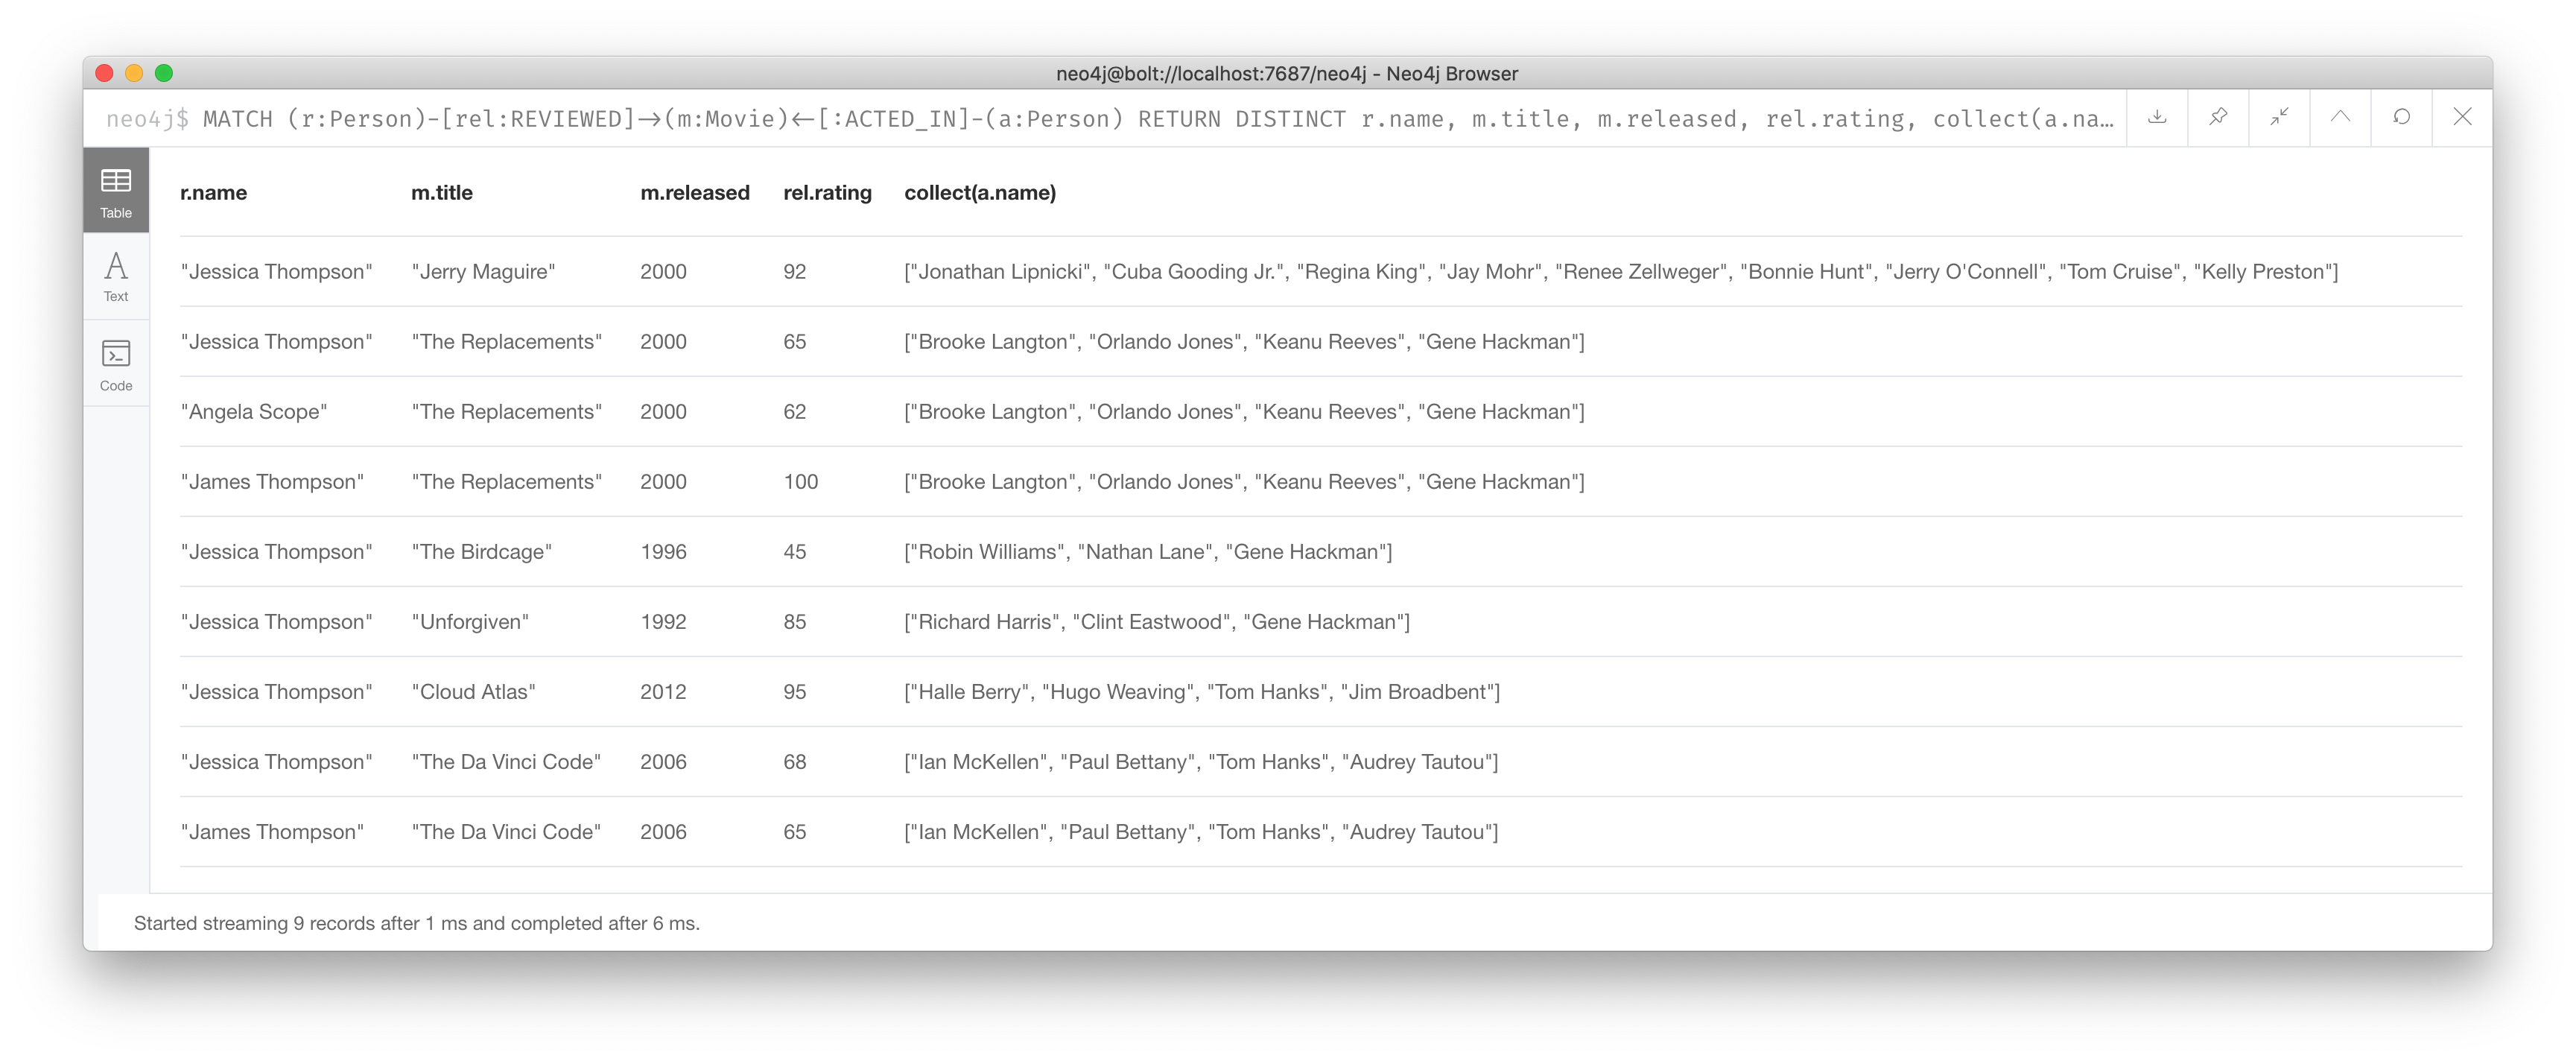 neo4j@bolt://localhost:7687/neo4j - Neo4j Browser
neo4j$ MATCH (r:Person)-[rel:REVIEWED]->(m:Movie)<-[:ACTED_IN]-(a:Person) RETURN DISTINCT r.name, m.title, m.released, rel.rating, collect(a.na…
Table
Text
Code
r.name m.title m.released rel.rating collect(a.name)
"Jessica Thompson" "Jerry Maguire" 2000 92 ["Jonathan Lipnicki", "Cuba Gooding Jr.", "Regina King", "Jay Mohr", "Renee Zellweger", "Bonnie Hunt", "Jerry O'Connell", "Tom Cruise", "Kelly Preston"]
"Jessica Thompson" "The Replacements" 2000 65 ["Brooke Langton", "Orlando Jones", "Keanu Reeves", "Gene Hackman"]
"Angela Scope" "The Replacements" 2000 62 ["Brooke Langton", "Orlando Jones", "Keanu Reeves", "Gene Hackman"]
"James Thompson" "The Replacements" 2000 100 ["Brooke Langton", "Orlando Jones", "Keanu Reeves", "Gene Hackman"]
"Jessica Thompson" "The Birdcage" 1996 45 ["Robin Williams", "Nathan Lane", "Gene Hackman"]
"Jessica Thompson" "Unforgiven" 1992 85 ["Richard Harris", "Clint Eastwood", "Gene Hackman"]
"Jessica Thompson" "Cloud Atlas" 2012 95 ["Halle Berry", "Hugo Weaving", "Tom Hanks", "Jim Broadbent"]
"Jessica Thompson" "The Da Vinci Code" 2006 68 ["Ian McKellen", "Paul Bettany", "Tom Hanks", "Audrey Tautou"]
"James Thompson" "The Da Vinci Code" 2006 65 ["Ian McKellen", "Paul Bettany", "Tom Hanks", "Audrey Tautou"]
Started streaming 9 records after 1 ms and completed after 6 ms.